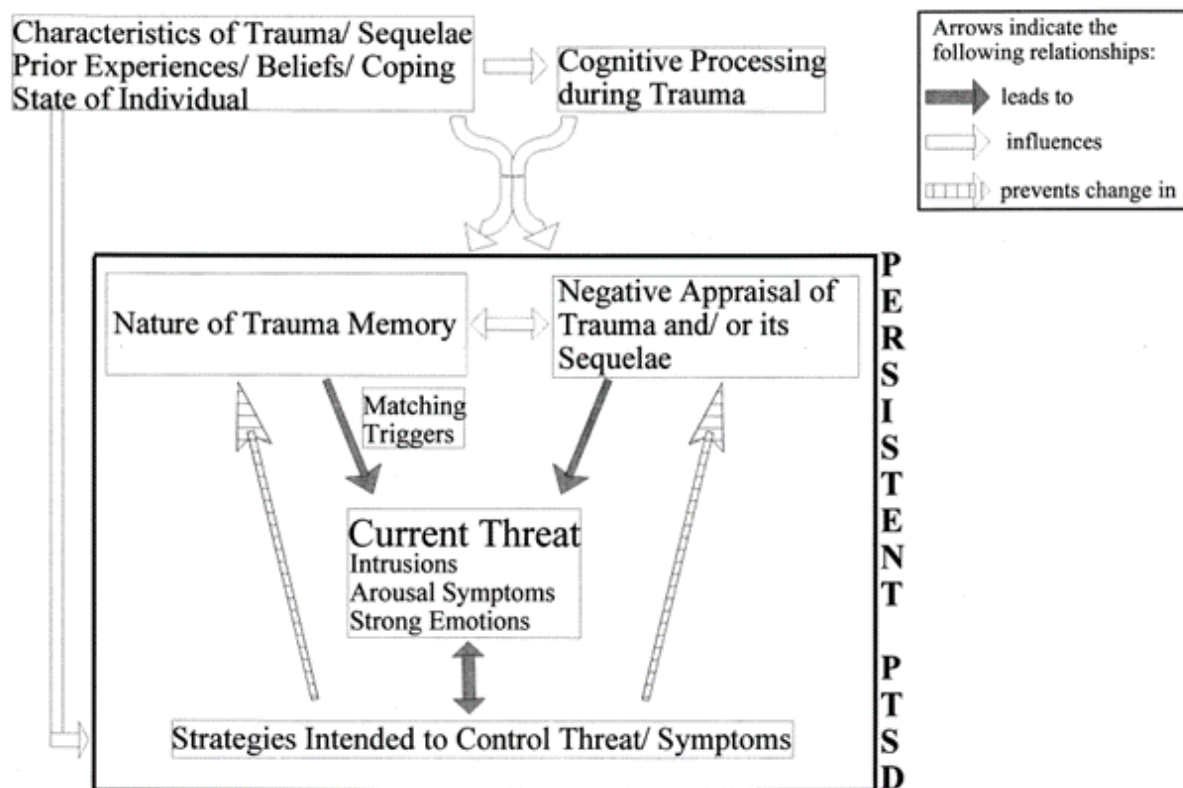 Characteristics of Trauma/ Sequelae
Prior Experiences/ Beliefs/ Coping
State of Individual
Cognitive Processing
during Trauma
Arrows indicate the
following relationships:
leads to
influences
prevents change in
Nature of Trauma Memory
Negative Appraisal of
Trauma and/ or its
Sequelae
Matching
Triggers
Current Threat
Intrusions
Arousal Symptoms
Strong Emotions
Strategies Intended to Control Threat/ Symptoms
PERSISTENT PTSD